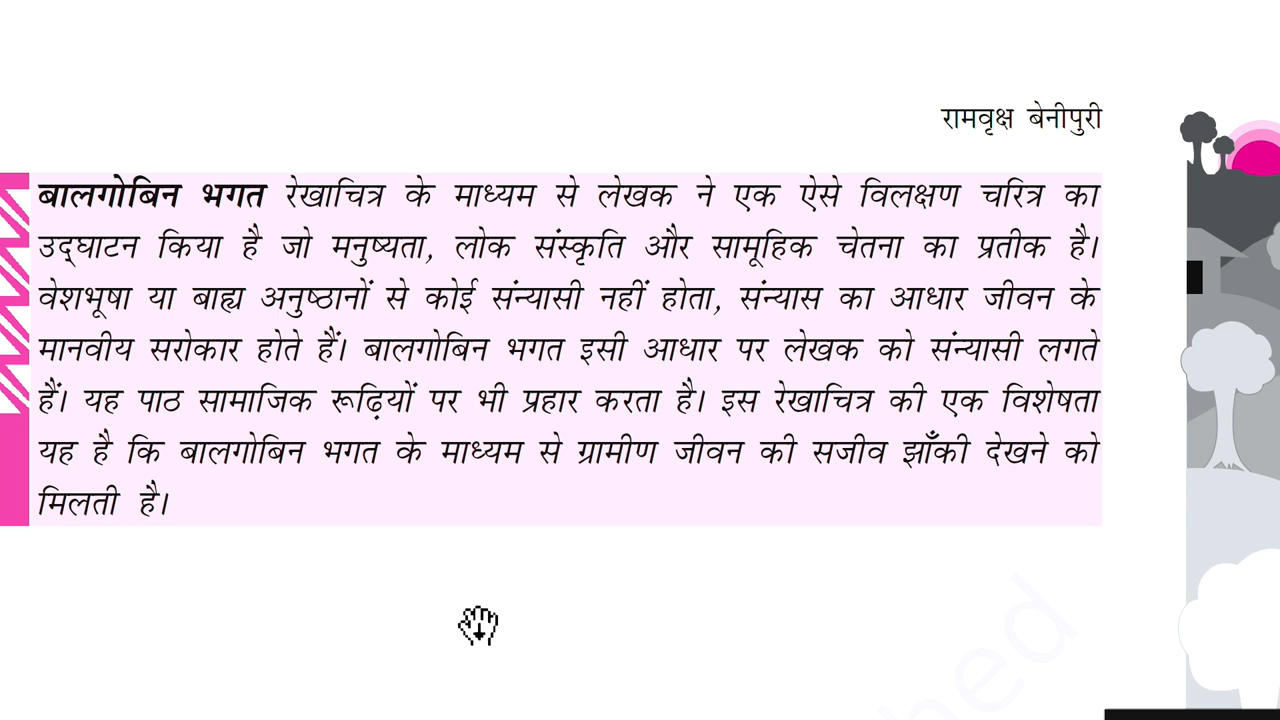 रामवृक्ष बेनीपुरी
बालगोबिन भगत रेखाचित्र के माध्यम से लेखक ने एक ऐसे विलक्षण चरित्र का
उद्घाटन किया है जो मनुष्यता, लोक संस्कृति और सामूहिक चेतना का प्रतीक है।
वेशभूषा या बाह्य अनुष्ठानों से कोई संन्यासी नहीं होता, संन्यास का आधार जीवन के
मानवीय सरोकार होते हैं। बालगोबिन भगत इसी आधार पर लेखक को संन्यासी लगते
हैं। यह पाठ सामाजिक रूढ़ियों पर भी प्रहार करता है। इस रेखाचित्र की एक विशेषता
यह है कि बालगोबिन भगत के माध्यम से ग्रामीण जीवन की सजीव झाँकी देखने को
मिलती है।